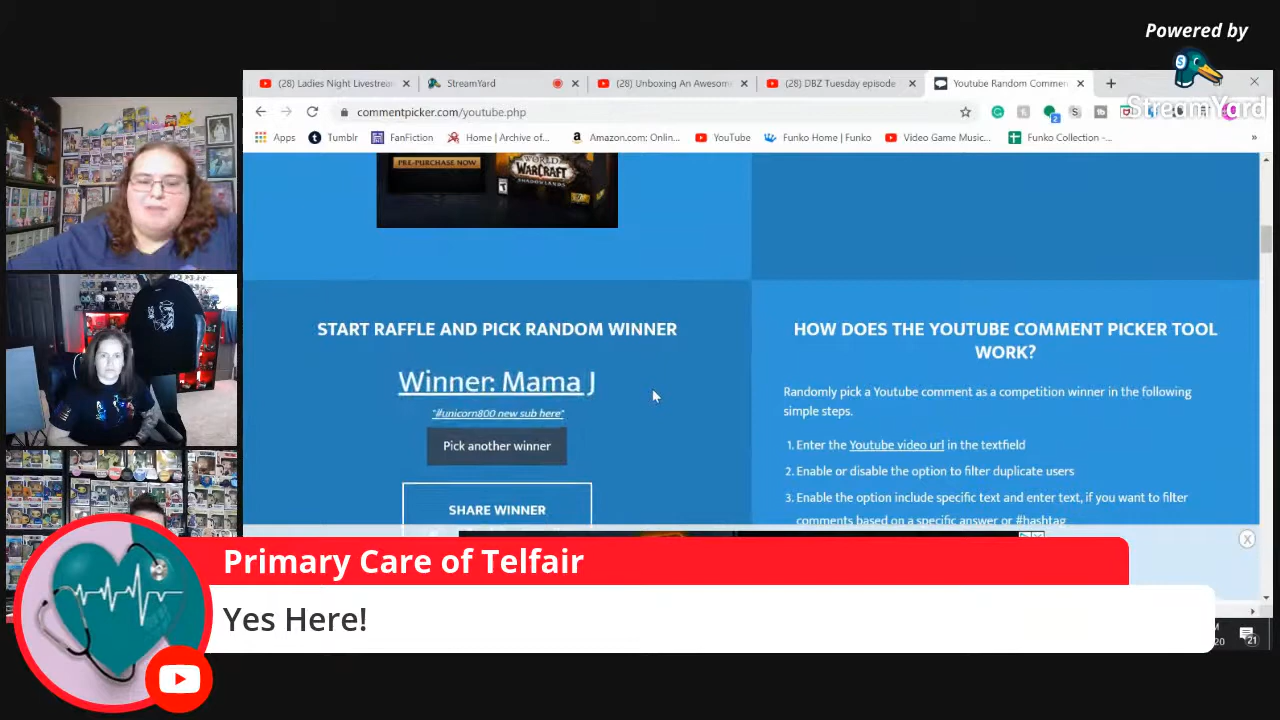 Powered by
StreamYard
(28) Ladies Night Livestrea
StreamYard
(28) Unboxing An Awesom
(28) DBZ Tuesday episode
Youtube Random Commen
commentpicker.com/youtube.php
Apps
Tumblr
FanFiction
Home | Archive of...
Amazon.com: Onlin...
YouTube
Funko Home | Funko
Video Game Music...
Funko Collection -...
PRE-PURCHASE NOW
WORLD
WARCRAFT
SHADOWLANDS
START RAFFLE AND PICK RANDOM WINNER
Winner: Mama J
"#unicorn800 new sub here"
Pick another winner
SHARE WINNER
HOW DOES THE YOUTUBE COMMENT PICKER TOOL
WORK?
Randomly pick a Youtube comment as a competition winner in the following
simple steps.
1. Enter the Youtube video url in the textfield
2. Enable or disable the option to filter duplicate users
3. Enable the option include specific text and enter text, if you want to filter
comments based on a specific answer or #hashtag
Primary Care of Telfair
Yes Here!
21